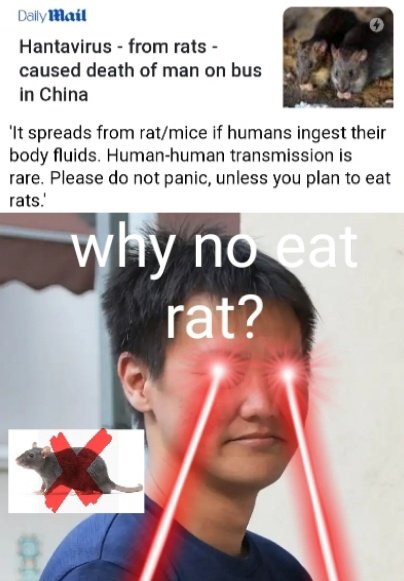 Daily Mail
Hantavirus - from rats -
caused death of man on bus
in China
'It spreads from rat/mice if humans ingest their
body fluids. Human-human transmission is
rare. Please do not panic, unless you plan to eat
rats.'
why no eat
rat?